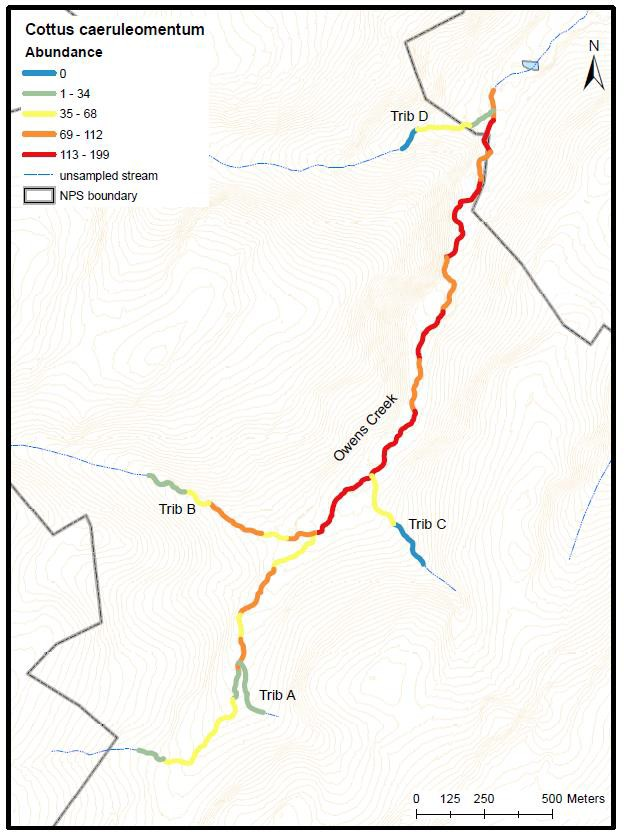 Cottus caeruleomentum
Abundance
0
1 - 34
35 - 68
69 - 112
113 - 199
unsampled stream
NPS boundary
N
Trib D
Owens Creek
Trib B
Trib C
Trib A
0 125 250 500 Meters